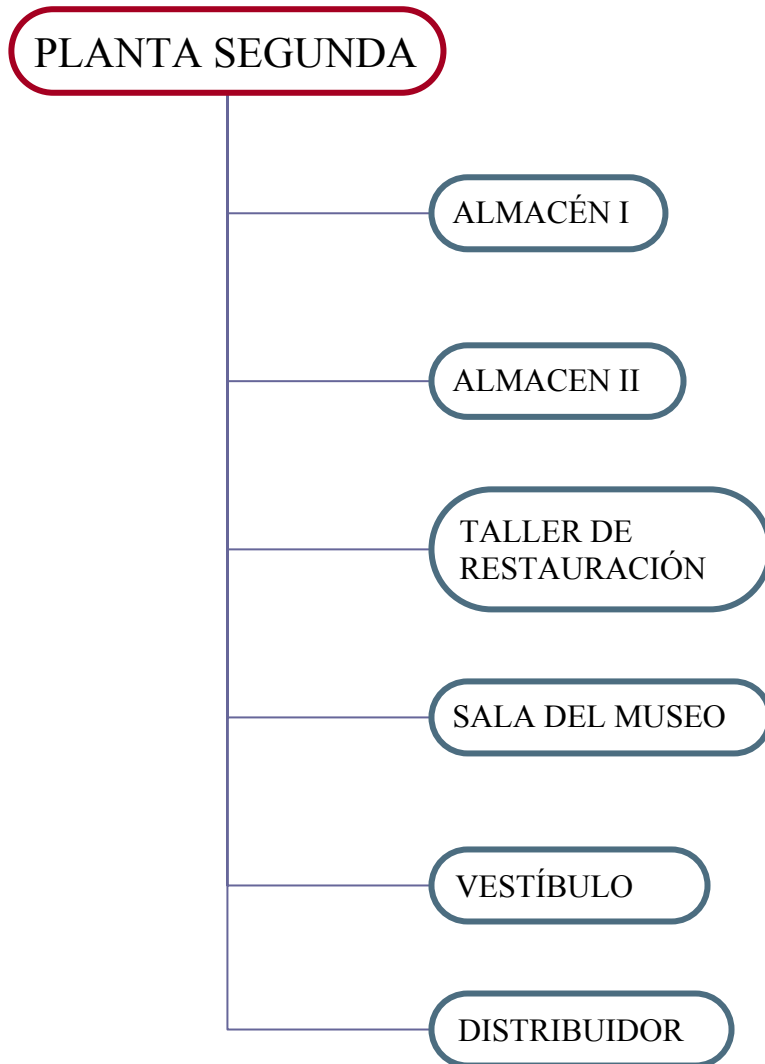 PLANTA SEGUNDA
ALMACÉN I
ALMACEN II
TALLER DE
RESTAURACIÓN
SALA DEL MUSEO
VESTÍBULO
DISTRIBUIDOR